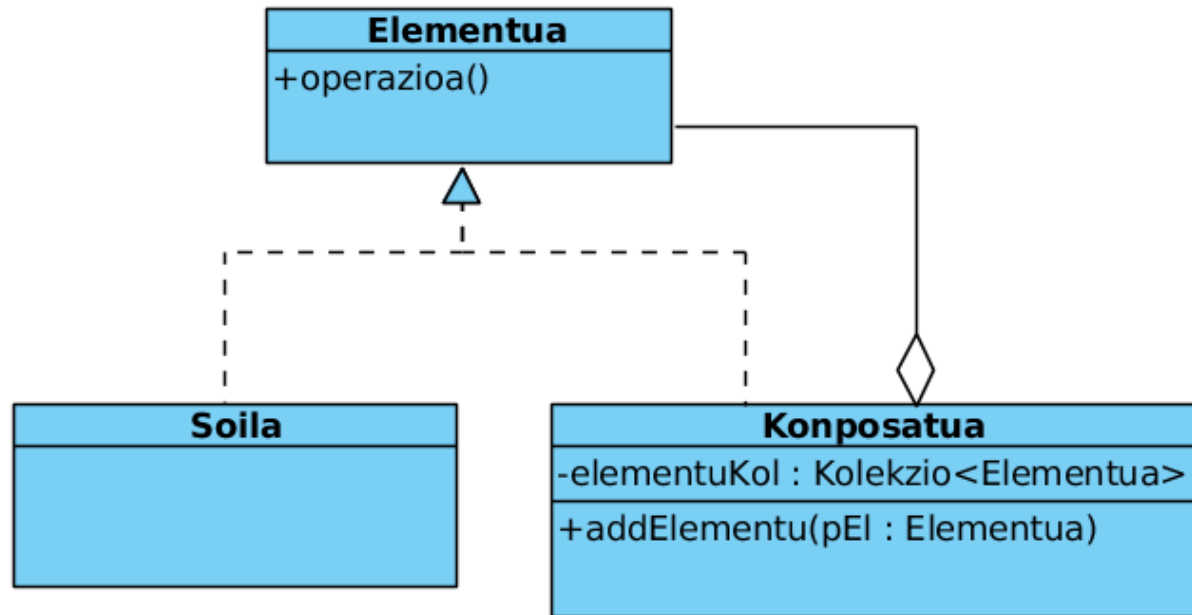 Elementua
+operazioa()
Soila
Konposatua
-elementuKol : Kolekzio<Elementua>
+addElementu(pEl : Elementua)